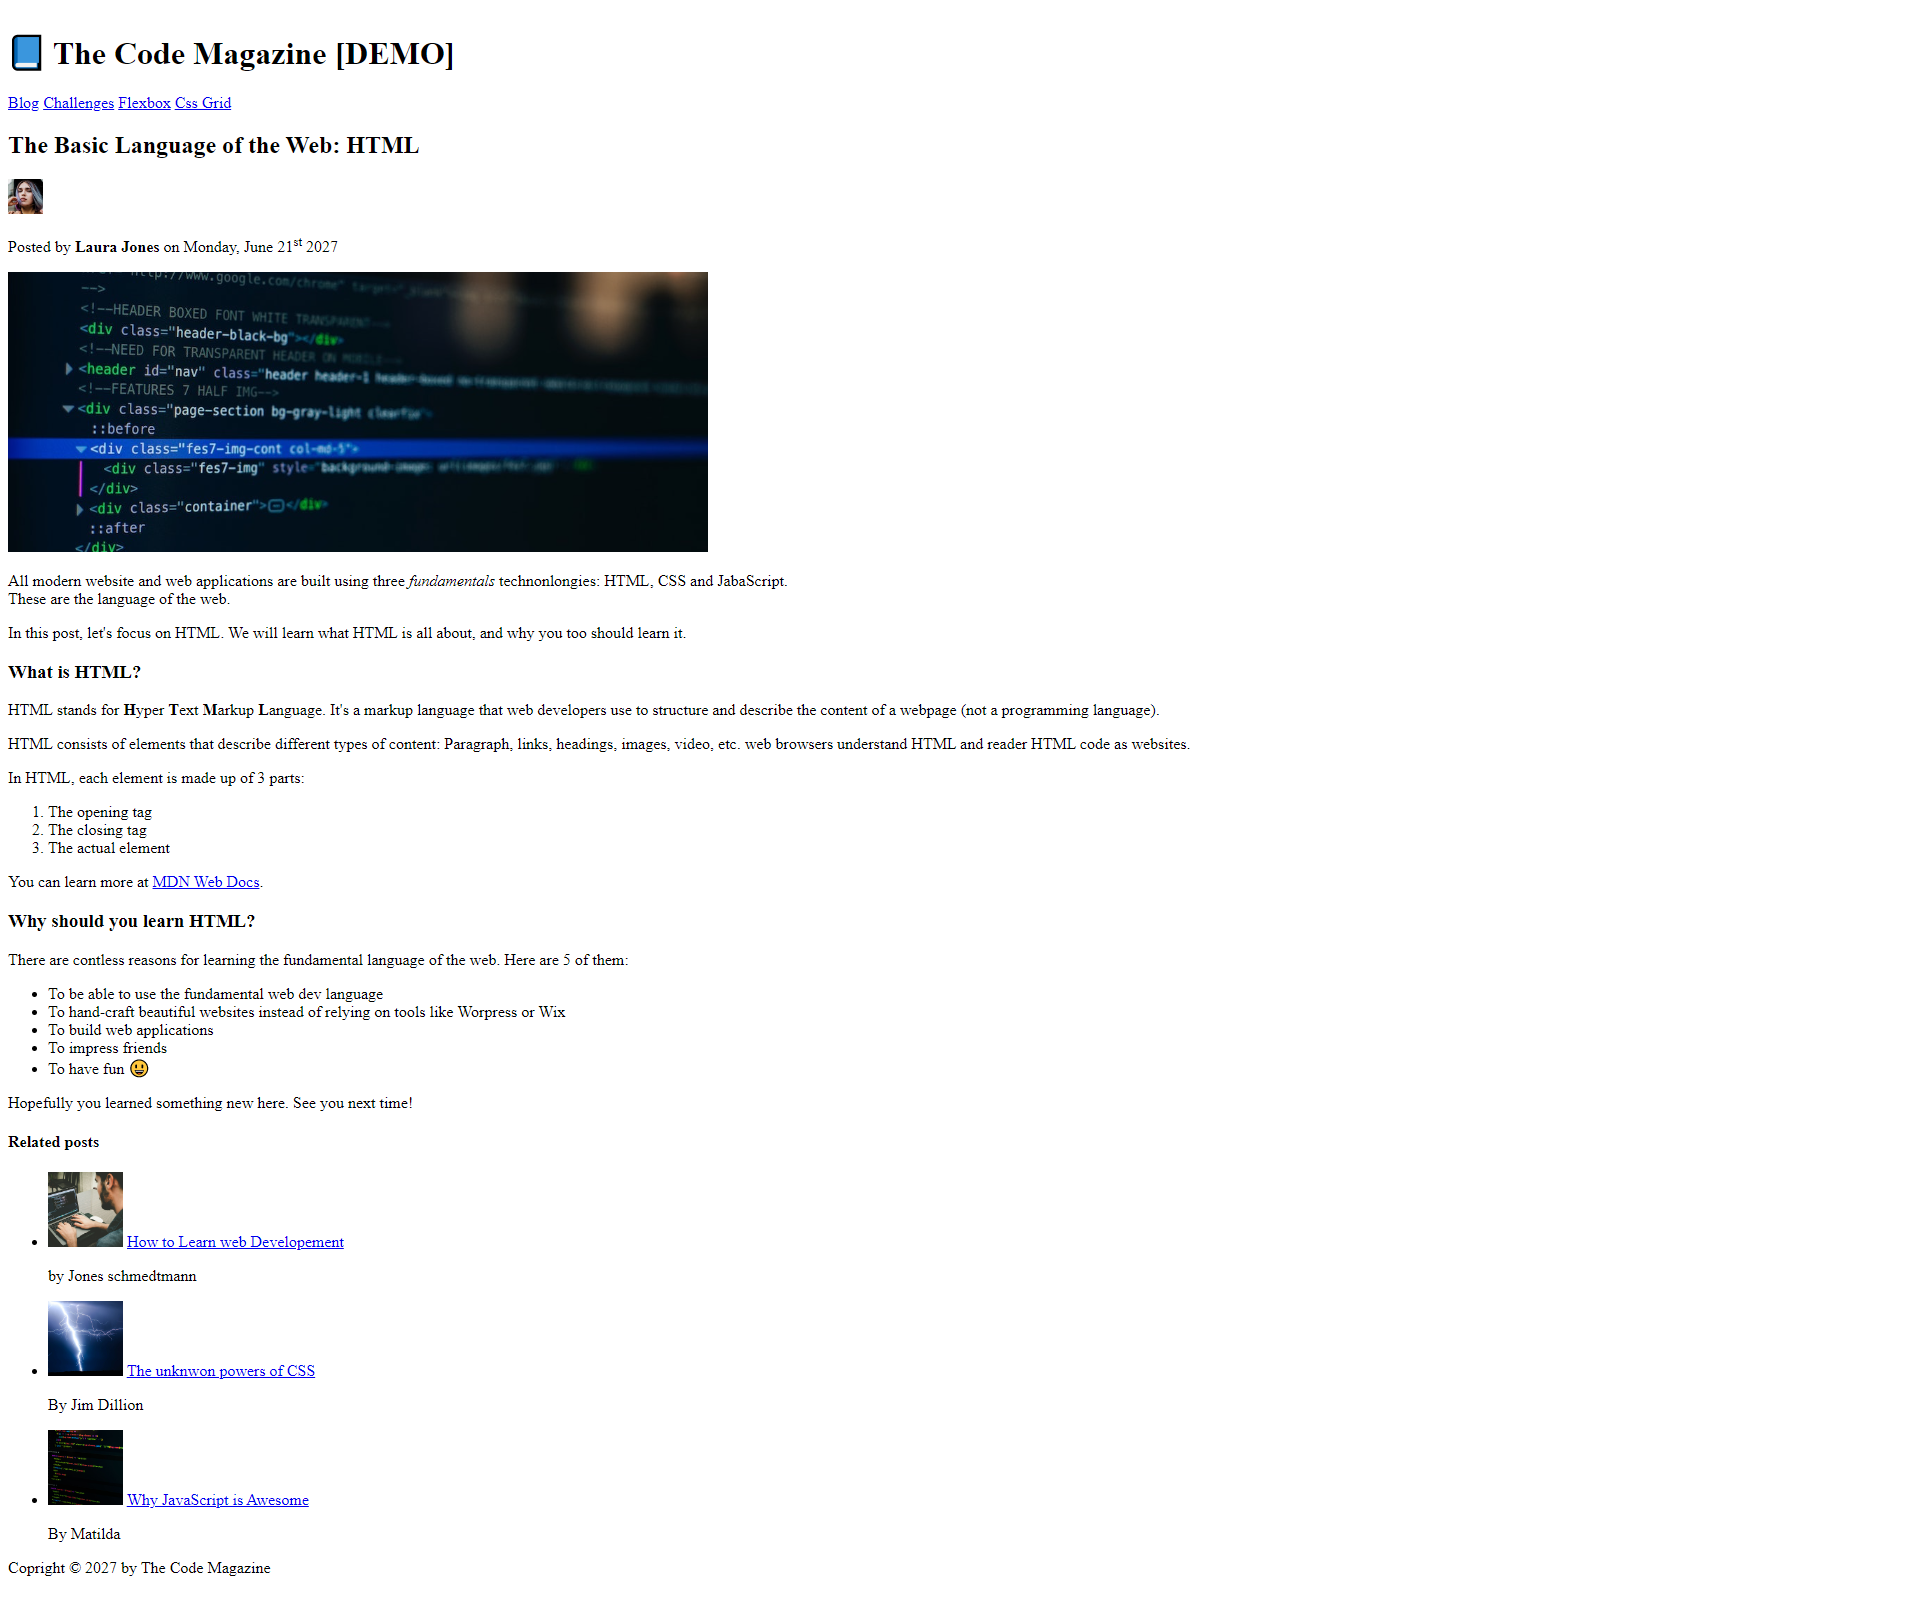 📘 The Code Magazine [DEMO]
Blog Challenges Flexbox Css Grid
The Basic Language of the Web: HTML
Posted by Laura Jones on Monday, June 21st 2027
http://www.google.com/chrome"
-->
<!--HEADER BOXED FONT WHITE TRANSPARENT-->
<div class="header-black-bg"></div>
<!--NEED FOR TRANSPARENT HEADER ON MOBILE-->
<header id="nav" class="header header-1
<!--FEATURES 7 HALF IMG-->
<div class="page-section bg-gray-light clearfix">
::before
<div class="fes7-img-cont col-md-5">
<div class="fes7-img" style="background-image:
</div>
<div class="container"></div>
::after
</div>
All modern website and web applications are built using three fundamentals technonlongies: HTML, CSS and JabaScript.
These are the language of the web.
In this post, let's focus on HTML. We will learn what HTML is all about, and why you too should learn it.
What is HTML?
HTML stands for Hyper Text Markup Language. It's a markup language that web developers use to structure and describe the content of a webpage (not a programming language).
HTML consists of elements that describe different types of content: Paragraph, links, headings, images, video, etc. web browsers understand HTML and reader HTML code as websites.
In HTML, each element is made up of 3 parts:
1. The opening tag
2. The closing tag
3. The actual element
You can learn more at MDN Web Docs.
Why should you learn HTML?
There are contless reasons for learning the fundamental language of the web. Here are 5 of them:
• To be able to use the fundamental web dev language
• To hand-craft beautiful websites instead of relying on tools like Worpress or Wix
• To build web applications
• To impress friends
• To have fun 😃
Hopefully you learned something new here. See you next time!
Related posts
• How to Learn web Developement
by Jones schmedtmann
• The unknwon powers of CSS
By Jim Dillion
• Why JavaScript is Awesome
By Matilda
Copright © 2027 by The Code Magazine